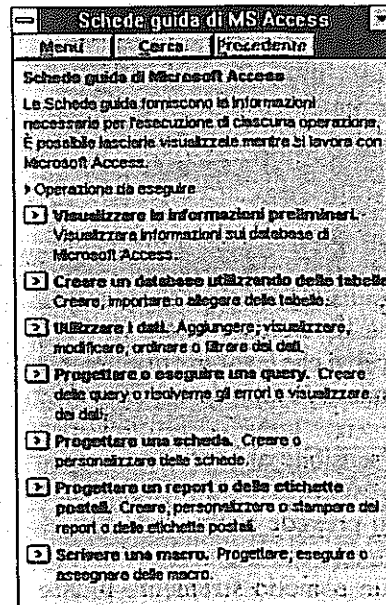 Schede guida di MS Access
Menu Cerca Precedente
Schede guida di Microsoft Access
Le Schede guida forniscono le informazioni
necessarie per l'esecuzione di ciascuna operazione.
È possibile lasciarle visualizzate mentre si lavora con
Microsoft Access.
Operazione da eseguire
Visualizzare le informazioni preliminari.
Visualizzare informazioni sui database di
Microsoft Access.
Creare un database utilizzando delle tabelle
Creare, importare o allegare delle tabelle.
Utilizzare i dati. Aggiungere, visualizzare,
modificare, ordinare o filtrare dei dati.
Progettare o eseguire una query. Creare
delle query o risolverne gli errori e visualizzare
dei dati.
Progettare una scheda. Creare o
personalizzare delle schede.
Progettare un report o delle etichette
postali. Creare, personalizzare o stampare dei
report o delle etichette postali.
Scrivere una macro. Progettare, eseguire o
assegnare delle macro.